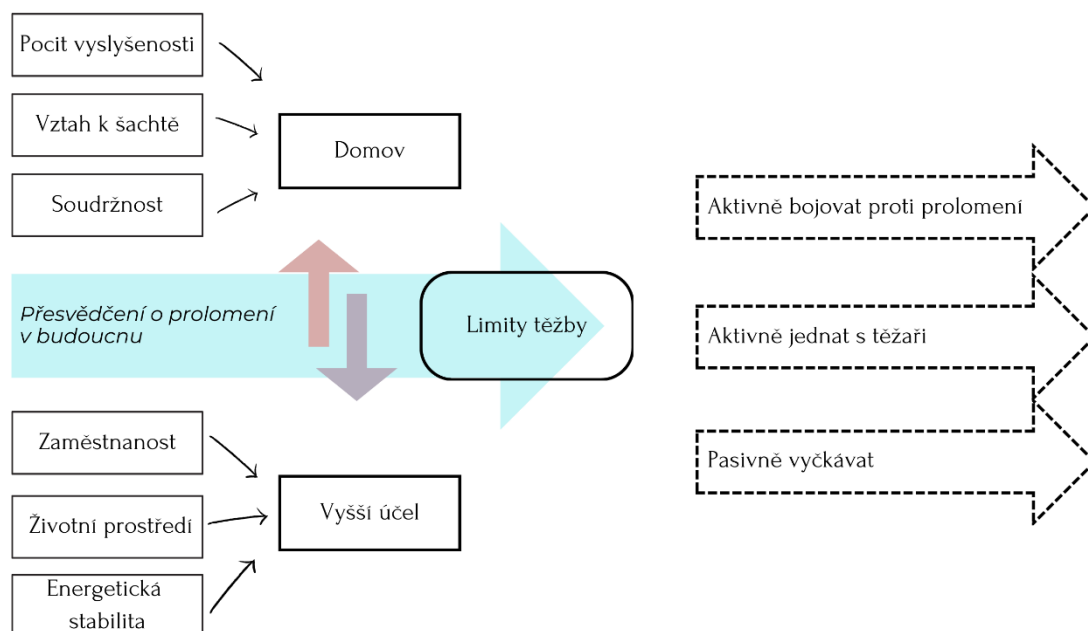 Pocit vyslyšenosti
Vztah k šachtě
Soudržnost
Domov
Přesvědčení o prolomení
v budoucnu
Limity těžby
Zaměstnanost
Životní prostředí
Energetická
stabilita
Vyšší účel
Aktivně bojovat proti prolomení
Aktivně jednat s těžaři
Pasivně vyčkávat